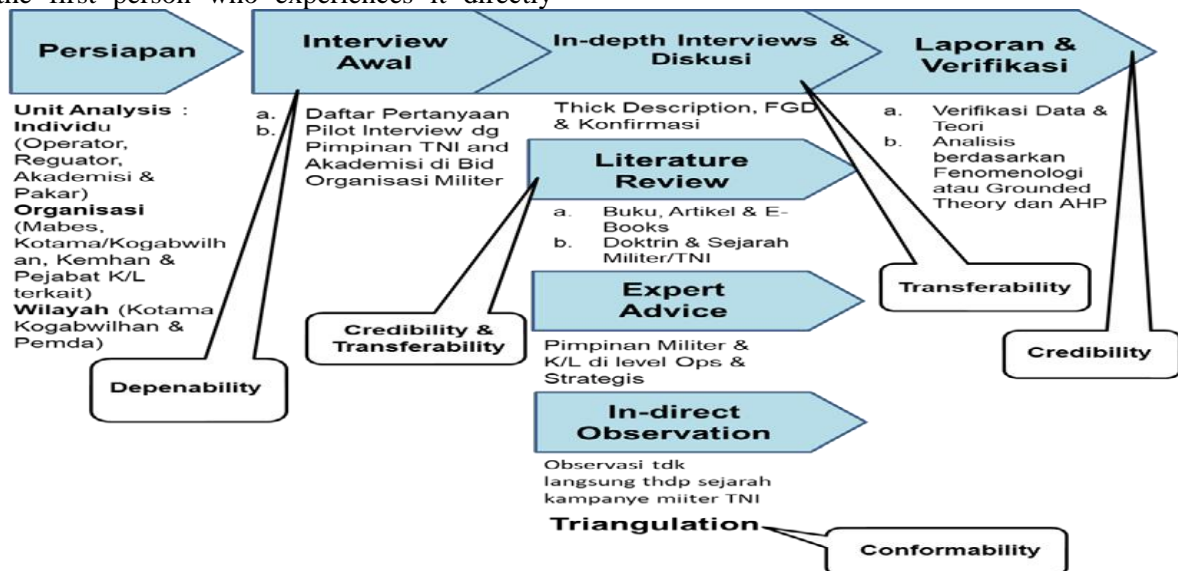 the first person who experiences it directly
Persiapan
Unit Analysis :
Individu
(Operator,
Reguator,
Akademisi &
Pakar)
Organisasi
(Mabes,
Kotama/Kogabwilh
an, Kemhan &
Pejabat K/L
terkait)
Wilayah (Kotama
Kogabwilhan &
Pemda)
Interview
Awal
a. Daftar Pertanyaan
b. Pilot Interview dg
Pimpinan TNI and
Akademisi di Bid
Organisasi Militer
Depenability
In-depth Interviews &
Diskusi
Thick Description, FGD
& Konfirmasi
Literature
Review
a. Buku, Artikel & E-
Books
b. Doktrin & Sejarah
Militer/TNI
Credibility &
Transferability
Expert
Advice
Pimpinan Militer &
K/L di level Ops &
Strategis
In-direct
Observation
Observasi tdk
langsung thdp sejarah
kampanye miiter TNI
Triangulation
Conformability
Transferability
Laporan &
Verifikasi
a. Verifikasi Data &
Teori
b. Analisis
berdasarkan
Fenomenologi
atau Grounded
Theory dan AHP
Credibility